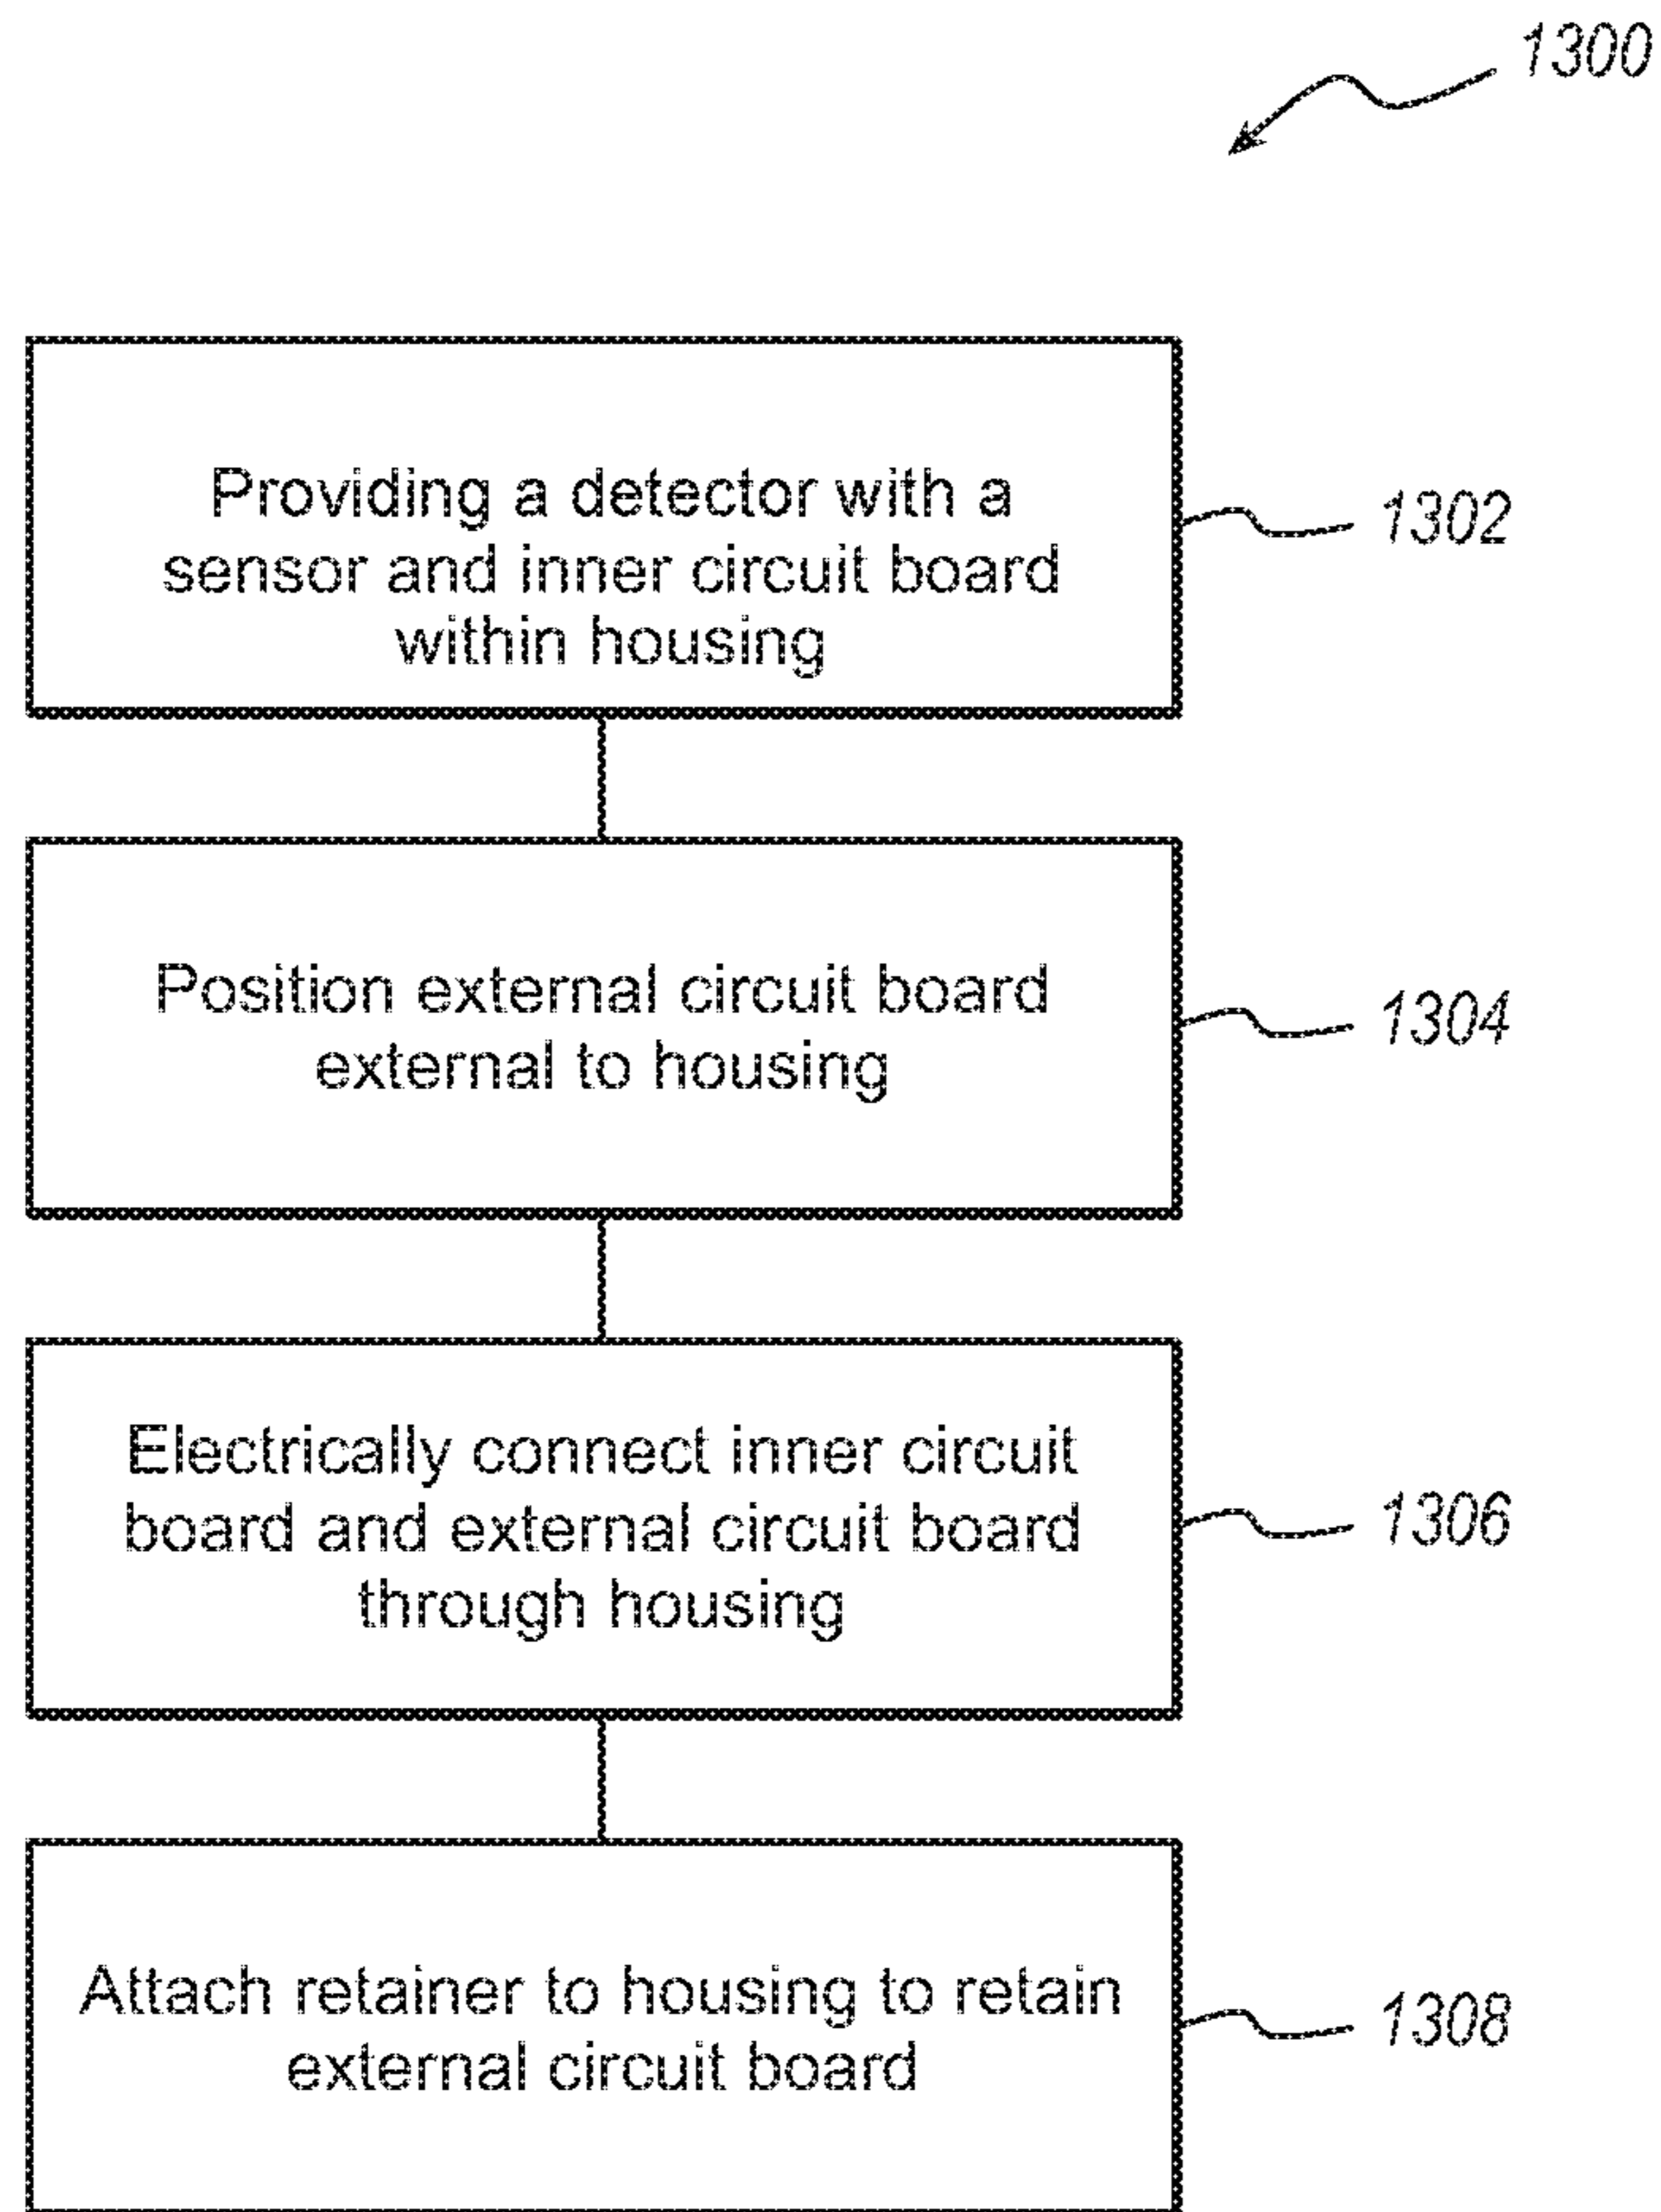 1300
Providing a detector with a
sensor and inner circuit board
within housing
1302
Position external circuit board
external to housing
1304
Electrically connect inner circuit
board and external circuit board
through housing
1306
Attach retainer to housing to retain
external circuit board
1308